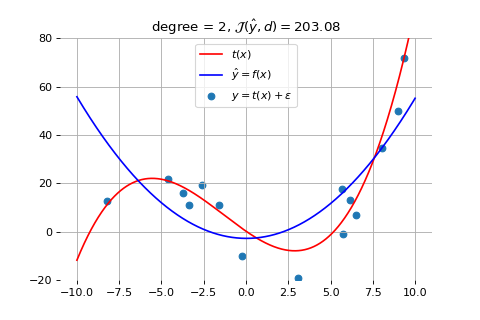 degree = 2, 𝒥(ŷ, d) = 203.08
t(x)
ŷ = f(x)
y = t(x) + ε
80
60
40
20
0
−20
−10.0 −7.5 −5.0 −2.5 0.0 2.5 5.0 7.5 10.0